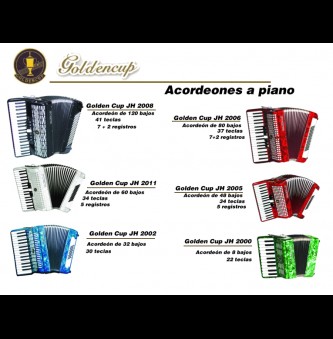 Goldencup
Acordeones a piano
Golden Cup JH 2008
Acordeón de 120 bajos
41 teclas
7 + 2 registros
Golden Cup JH 2006
Acordeón de 80 bajos
37 teclas
7+2 registros
Golden Cup JH 2011
Acordeón de 60 bajos
34 teclas
5 registros
Golden Cup JH 2005
Acordeón de 48 bajos
34 teclas
5 registros
Golden Cup JH 2002
Acordeón de 32 bajos
30 teclas
Golden Cup JH 2000
Acordeón de 8 bajos
22 teclas